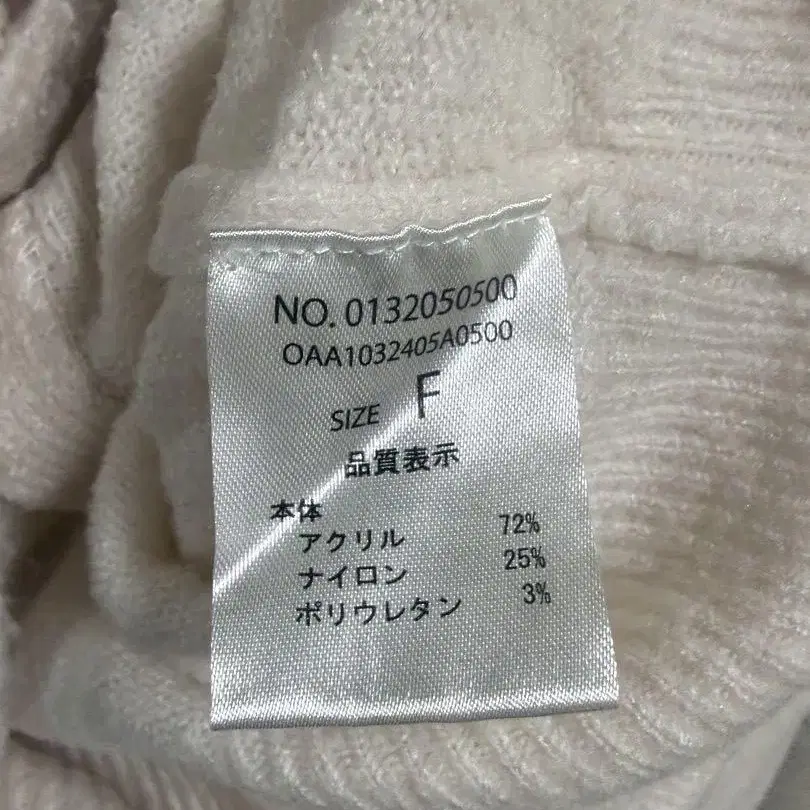 NO. 0132050500
OAA1032405A0500
SIZE F
品質表示
本体
アクリル 72%
ナイロン 25%
ポリウレタン 3%